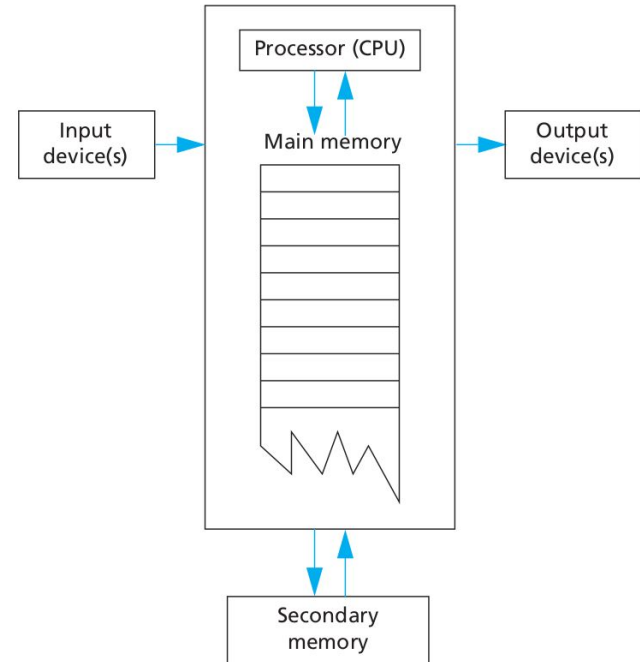 Processor (CPU)
Input
device(s)
Main memory
Output
device(s)
Secondary
memory